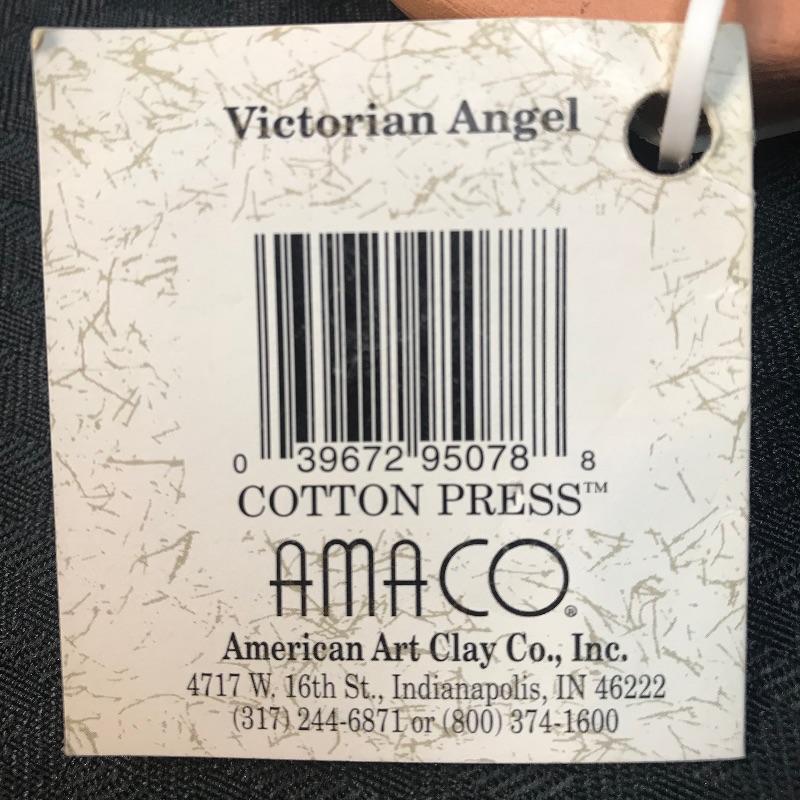 Victorian Angel
0 39672 95078 8
COTTON PRESS™
AMACO®
American Art Clay Co., Inc.
4717 W. 16th St., Indianapolis, IN 46222
(317) 244-6871 or (800) 374-1600